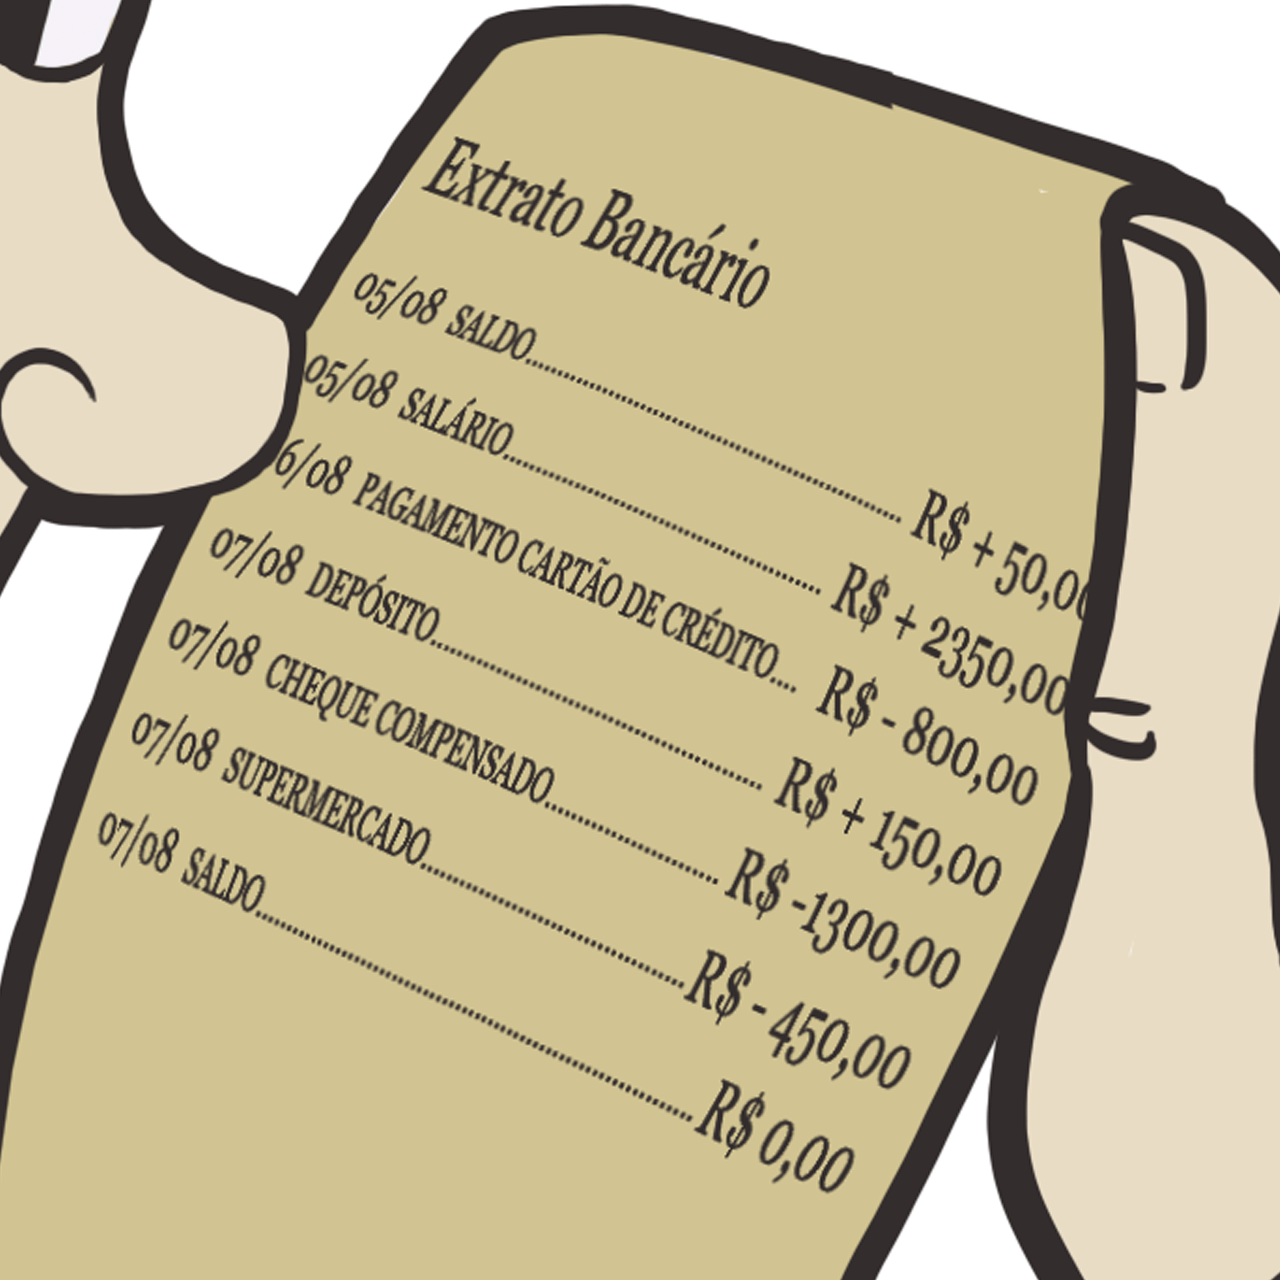 Extrato Bancário
05/08 SALDO........................................................ R$ + 50,00
05/08 SALÁRIO............................................... R$ + 2350,00
6/08 PAGAMENTO CARTÃO DE CRÉDITO... R$ - 800,00
07/08 DEPÓSITO................................................ R$ + 150,00
07/08 CHEQUE COMPENSADO......................... R$ -1300,00
07/08 SUPERMERCADO.......................................R$ - 450,00
07/08 SALDO................................................................R$ 0,00